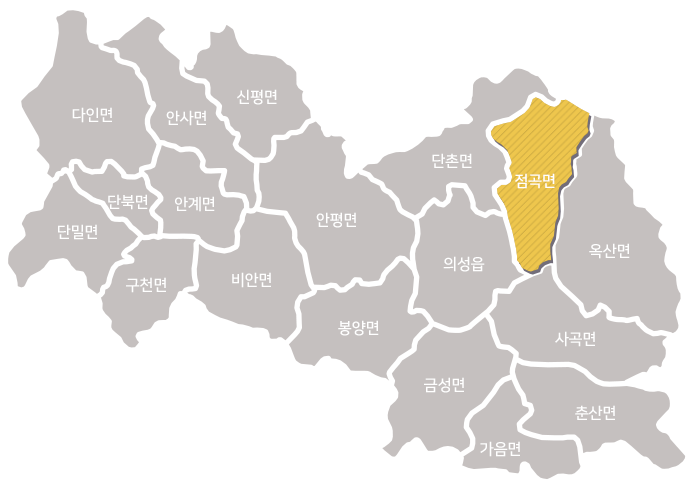 신평면
다인면
안사면
단촌면
점곡면
단북면
안계면
안평면
단밀면
옥산면
의성읍
구천면
비안면
봉양면
사곡면
금성면
춘산면
가음면